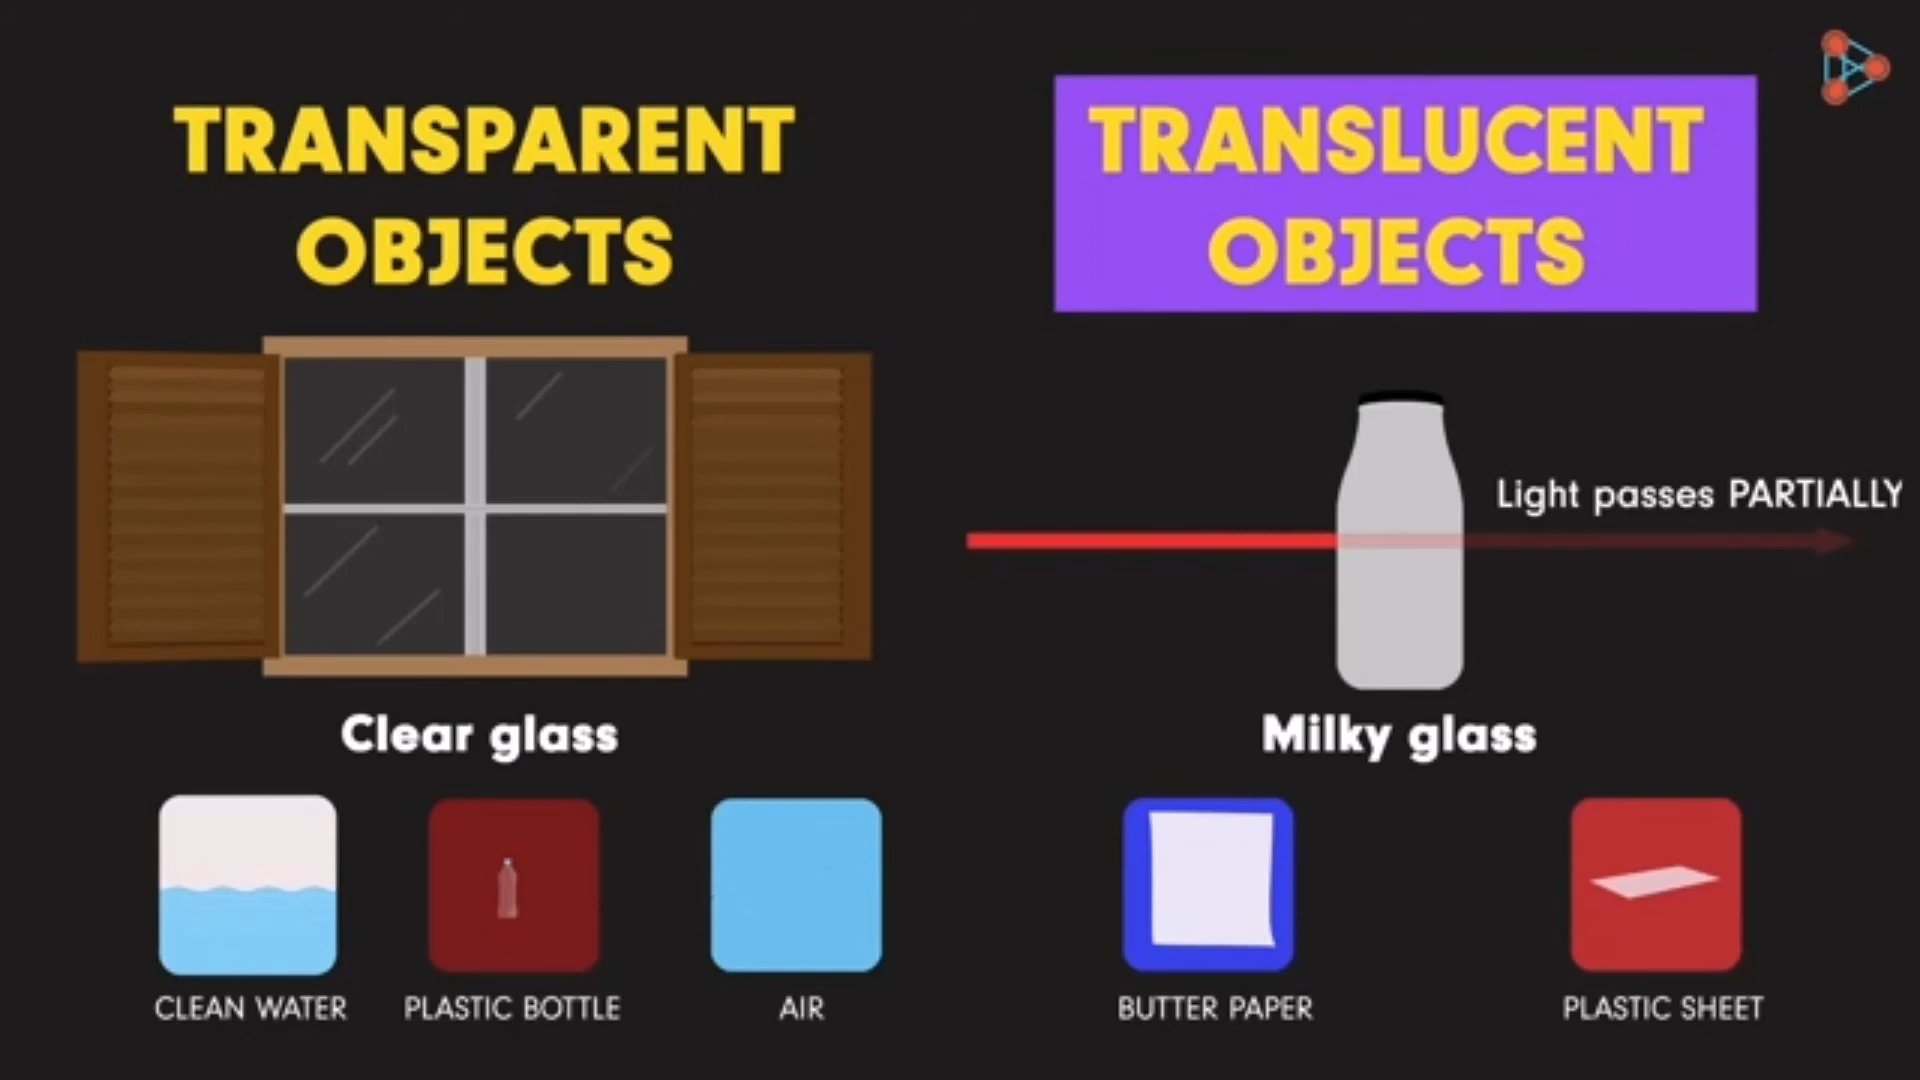 TRANSPARENT
OBJECTS
Clear glass
CLEAN WATER
PLASTIC BOTTLE
AIR
TRANSLUCENT
OBJECTS
Light passes PARTIALLY
Milky glass
BUTTER PAPER
PLASTIC SHEET